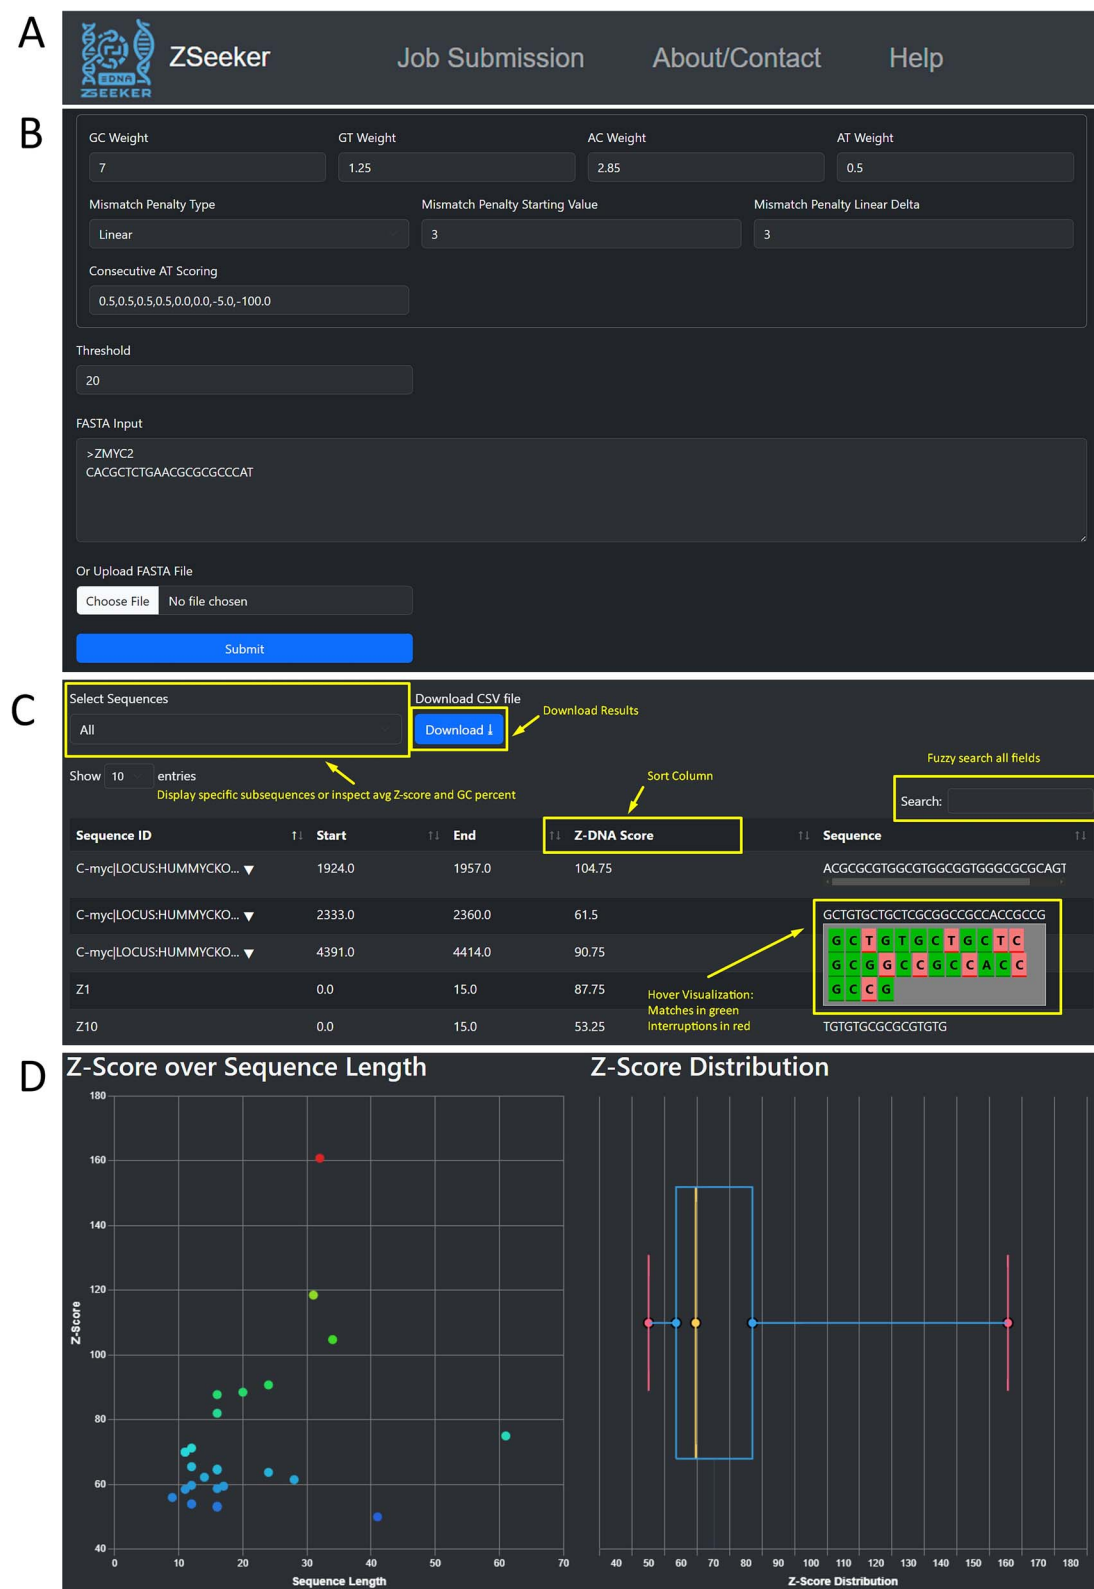 A
ZSeeker
Job Submission
About/Contact
Help
EDNA
ZSEEKER
B
GC Weight
GT Weight
AC Weight
AT Weight
7
1.25
2.85
0.5
Mismatch Penalty Type
Mismatch Penalty Starting Value
Mismatch Penalty Linear Delta
Linear
3
3
Consecutive AT Scoring
0.5,0.5,0.5,0.5,0.0,0.0,-5.0,-100.0
Threshold
20
FASTA Input
>ZMYC2
CACGCTCTGAACGCGCGCCCAT
Or Upload FASTA File
Choose File No file chosen
Submit
C
Select Sequences
Download CSV file
All
Download
Download Results
Show 10 entries
Display specific subsequences or inspect avg Z-score and GC percent
Sort Column
Fuzzy search all fields
Search:
Sequence ID Start End Z-DNA Score Sequence
C-myc|LOCUS:HUMMYCKO... ▼ 1924.0 1957.0 104.75 ACGCGCGTGGCGTGGCGGTGGGCGCGCAGT
C-myc|LOCUS:HUMMYCKO... ▼ 2333.0 2360.0 61.5 GCTGTGCTGCTCGCGGCCGCCACCGCCG
G C T G T G C T G C T C
G C G G C C G C C A C C
G C C G
C-myc|LOCUS:HUMMYCKO... ▼ 4391.0 4414.0 90.75
Z1 0.0 15.0 87.75
Hover Visualization:
Matches in green
Interruptions in red
Z10 0.0 15.0 53.25 TGTGTGCGCGCGTGTG
D
Z-Score over Sequence Length
180
160
140
120
100
80
60
40
Z-Score
0 10 20 30 40 50 60 70
Sequence Length
Z-Score Distribution
40 50 60 70 80 90 100 110 120 130 140 150 160 170 180
Z-Score Distribution